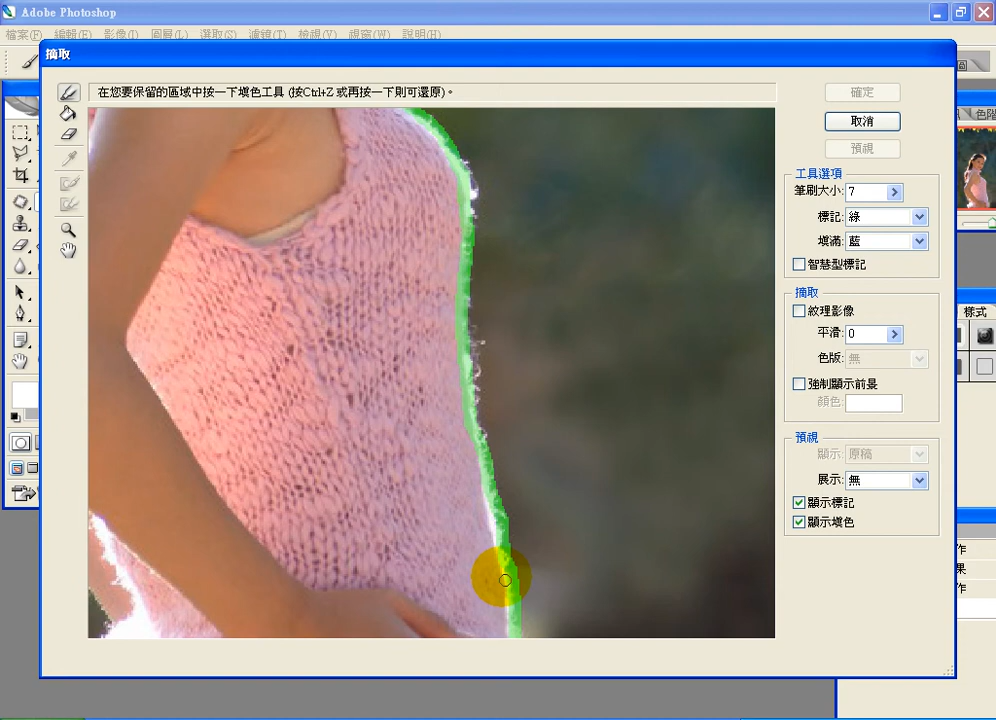 Adobe Photoshop
檔案(F) 編輯(E) 影像(I) 圖層(L) 選取(S) 濾鏡(T) 檢視(V) 視窗(W) 說明(H)
摘取
在您要保留的區域中按一下填色工具 (按Ctrl+Z 或再按一下則可還原)。
確定
取消
預視
工具選項
筆刷大小: 7
標記: 綠
填滿: 藍
智慧型標記
摘取
紋理影像
平滑: 0
色版: 無
強制顯示前景
顏色:
預視
顯示: 原稿
展示: 無
顯示標記
顯示填色
色階
樣式
作
果
作